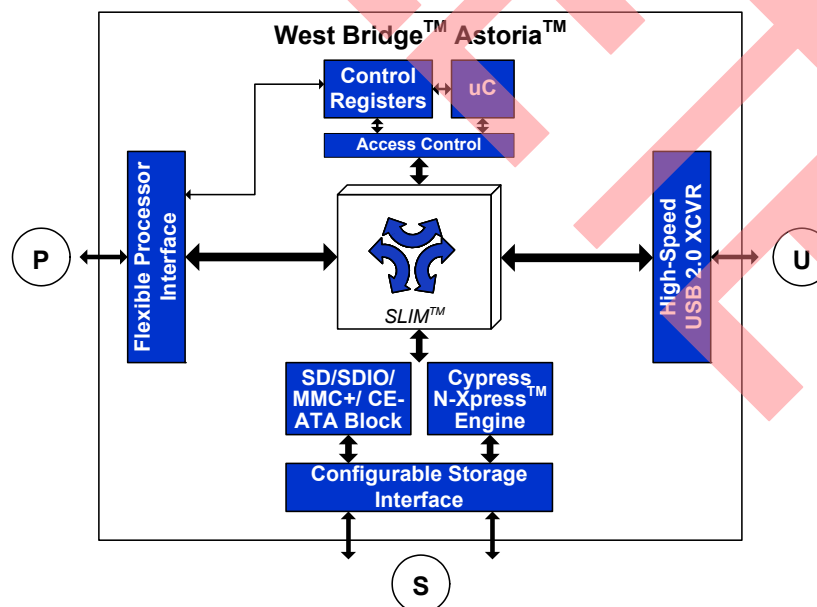 West Bridge™ Astoria™
Control
Registers
uC
Access Control
P
Flexible Processor
Interface
SLIM™
High-Speed
USB 2.0 XCVR
U
SD/SDIO/
MMC+/ CE-
ATA Block
Cypress
N-Xpress™
Engine
Configurable Storage
Interface
S